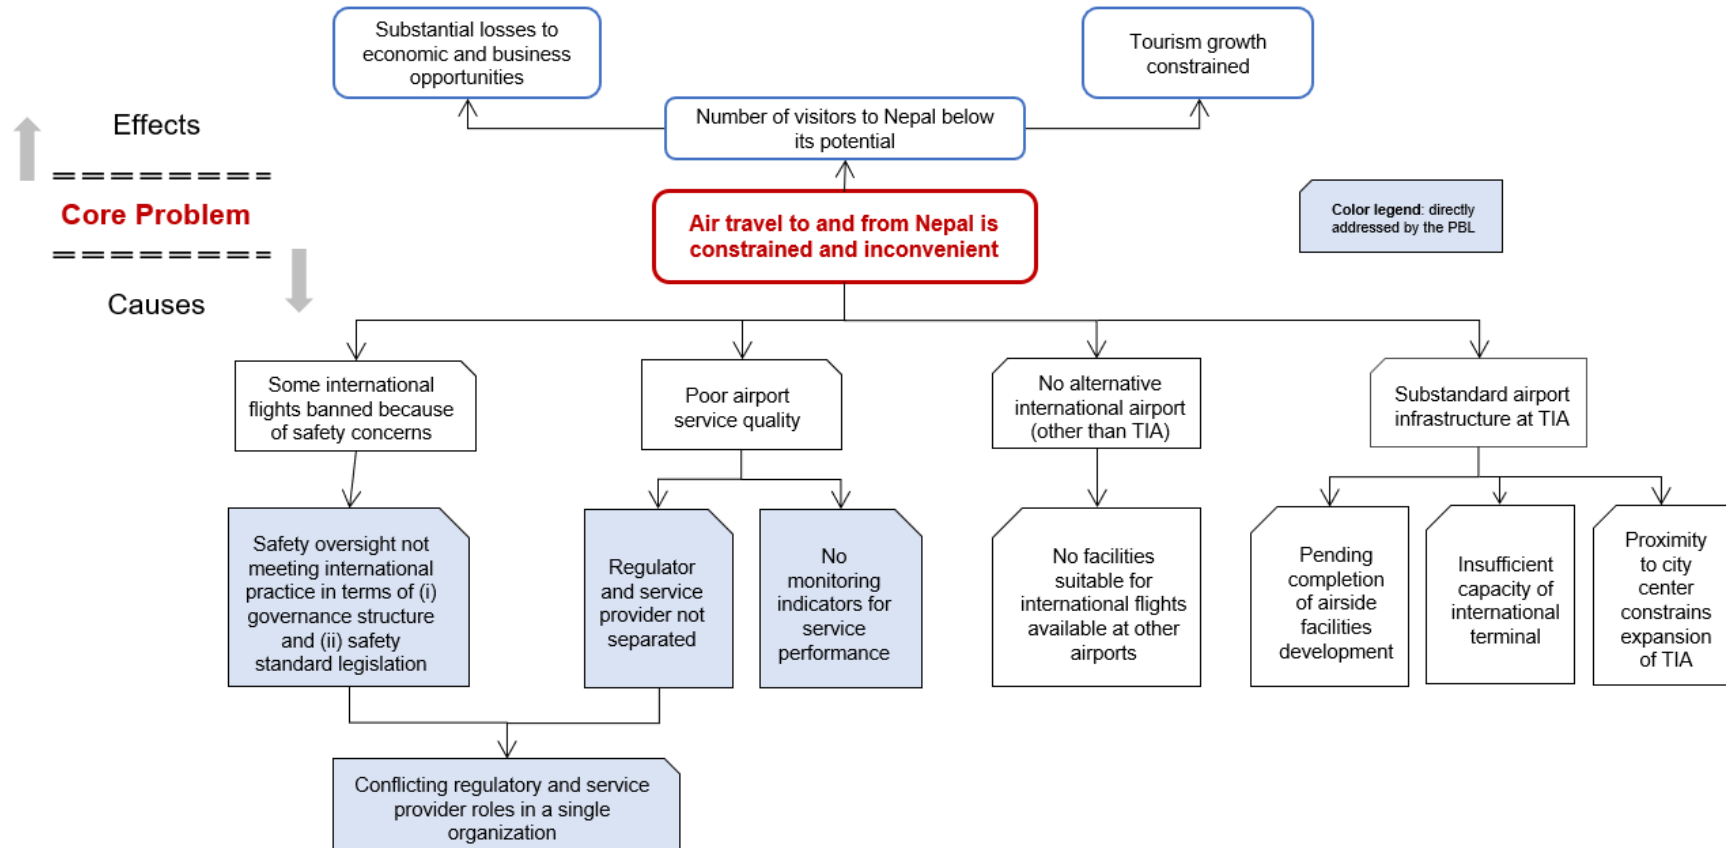 Substantial losses to
economic and business
opportunities
Tourism growth
constrained
Number of visitors to Nepal below
its potential
Effects
Core Problem
Causes
Air travel to and from Nepal is
constrained and inconvenient
Color legend: directly
addressed by the PBL
Some international
flights banned because
of safety concerns
Poor airport
service quality
No alternative
international airport
(other than TIA)
Substandard airport
infrastructure at TIA
Safety oversight not
meeting international
practice in terms of (i)
governance structure
and (ii) safety
standard legislation
Regulator
and service
provider not
separated
No
monitoring
indicators for
service
performance
No facilities
suitable for
international flights
available at other
airports
Pending
completion
of airside
facilities
development
Insufficient
capacity of
international
terminal
Proximity
to city
center
constrains
expansion
of TIA
Conflicting regulatory and service
provider roles in a single
organization